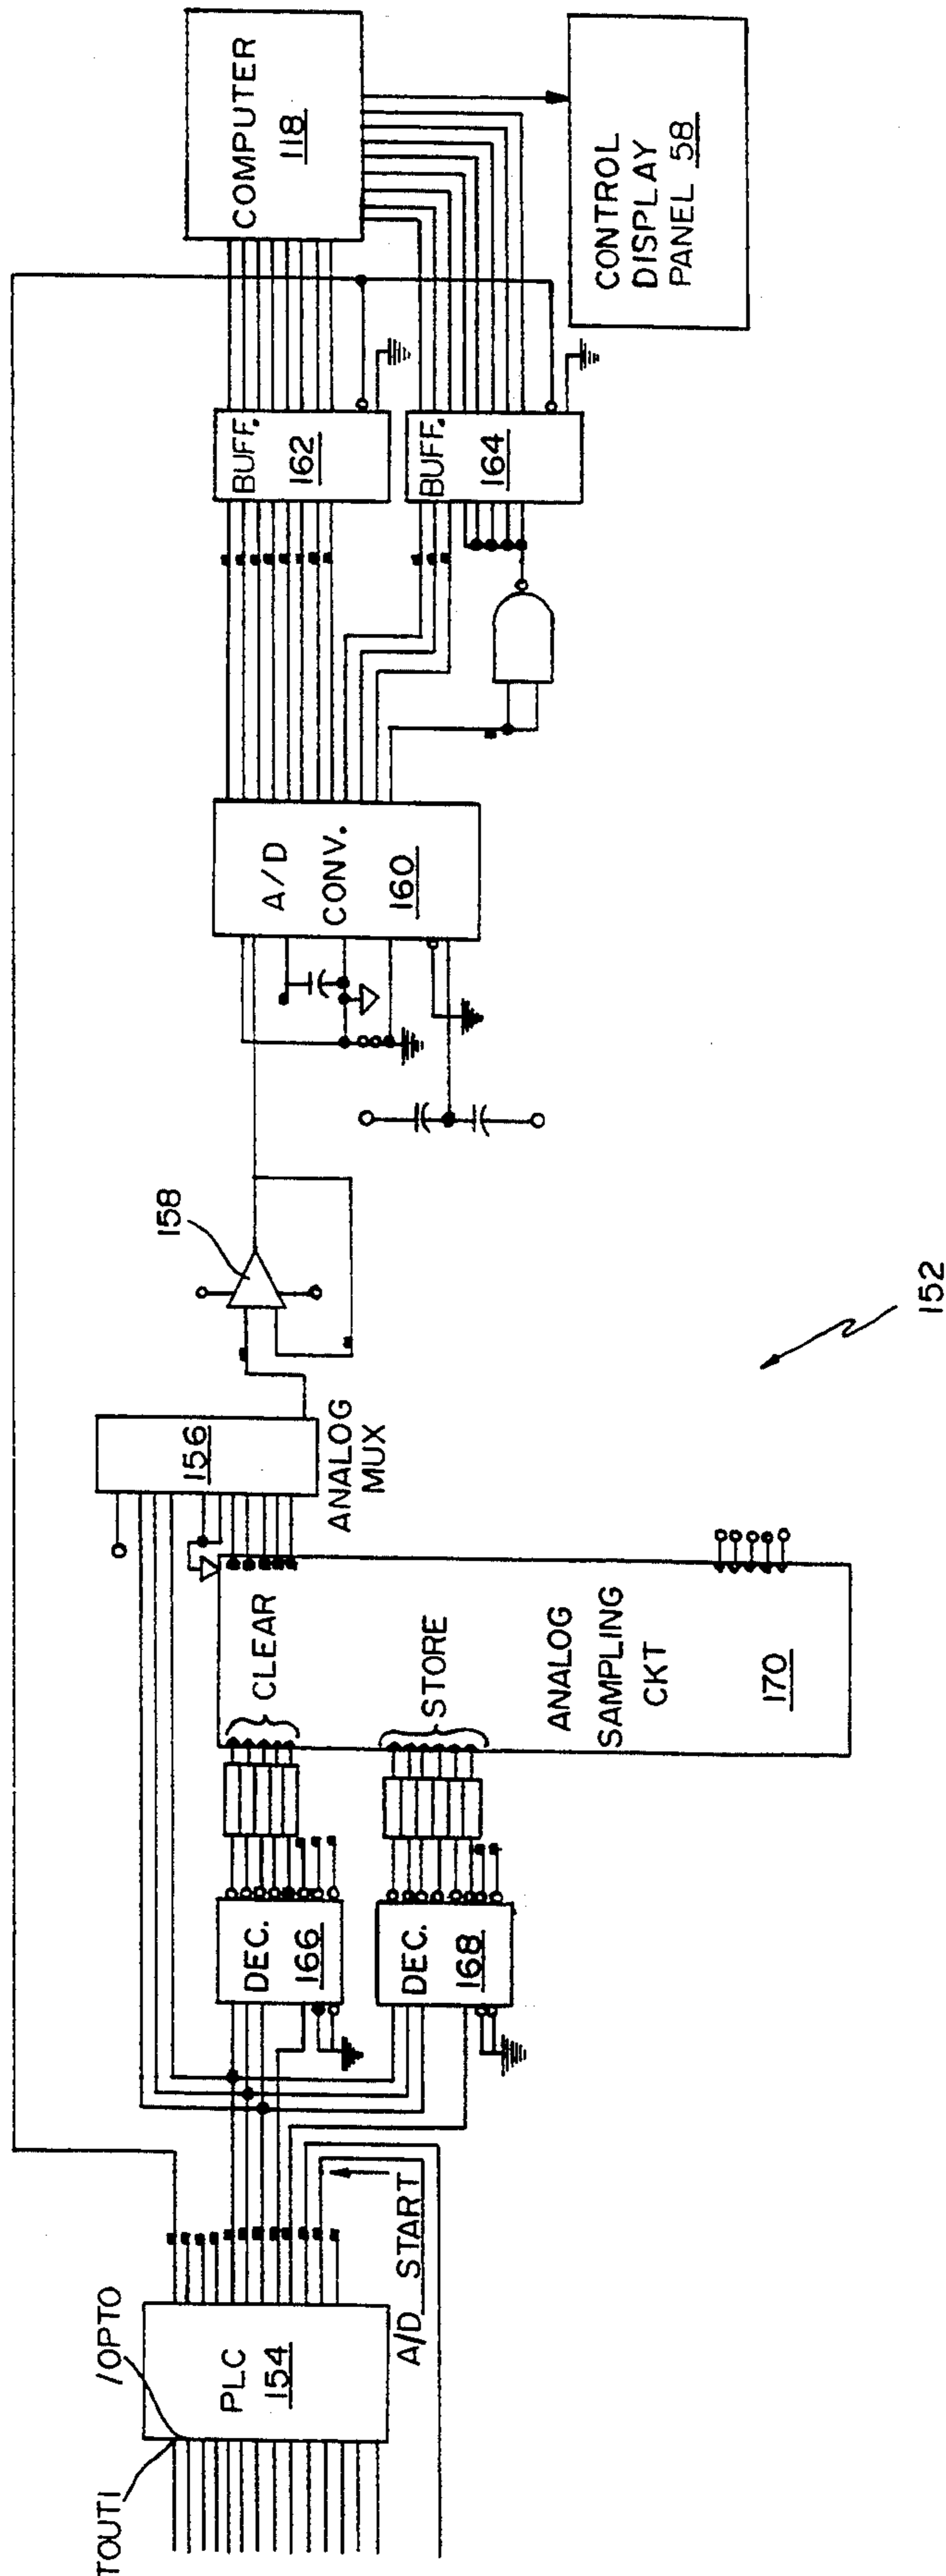 TOUT1
/OPTO
PLC
154
A/D START
DEC.
166
DEC.
168
CLEAR
STORE
ANALOG
SAMPLING
CKT
170
156
ANALOG
MUX
158
A/D
CONV.
160
BUFF.
162
BUFF.
164
COMPUTER
118
CONTROL
DISPLAY
PANEL 58
152